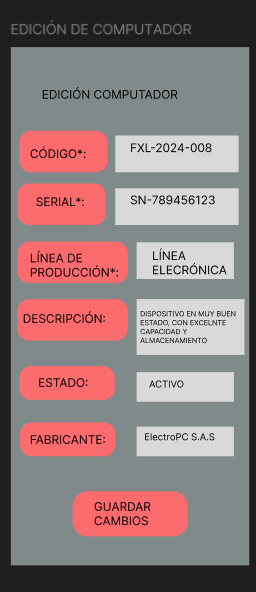 EDICIÓN DE COMPUTADOR
EDICIÓN COMPUTADOR
CÓDIGO*:
FXL-2024-008
SERIAL*:
SN-789456123
LÍNEA DE
PRODUCCIÓN*:
LÍNEA
ELECRÓNICA
DESCRIPCIÓN:
DISPOSITIVO EN MUY BUEN
ESTADO, CON EXCELNTE
CAPACIDAD Y
ALMACENAMIENTO
ESTADO:
ACTIVO
FABRICANTE:
ElectroPC S.A.S
GUARDAR
CAMBIOS